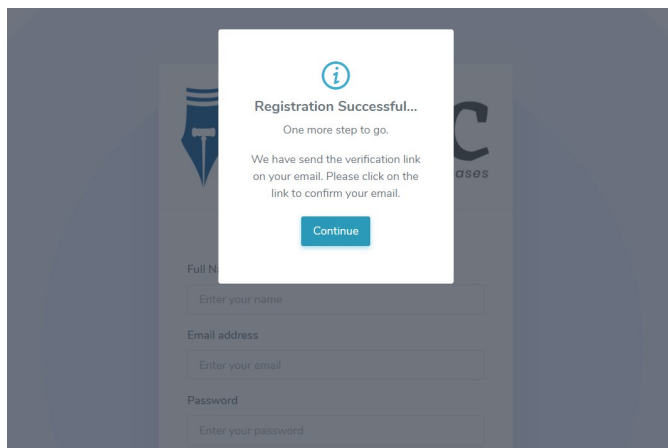 Registration Successful...
One more step to go.
We have send the verification link
on your email. Please click on the
link to confirm your email.
Continue
C
ases
Full N
Enter your name
Email address
Enter your email
Password
Enter your password